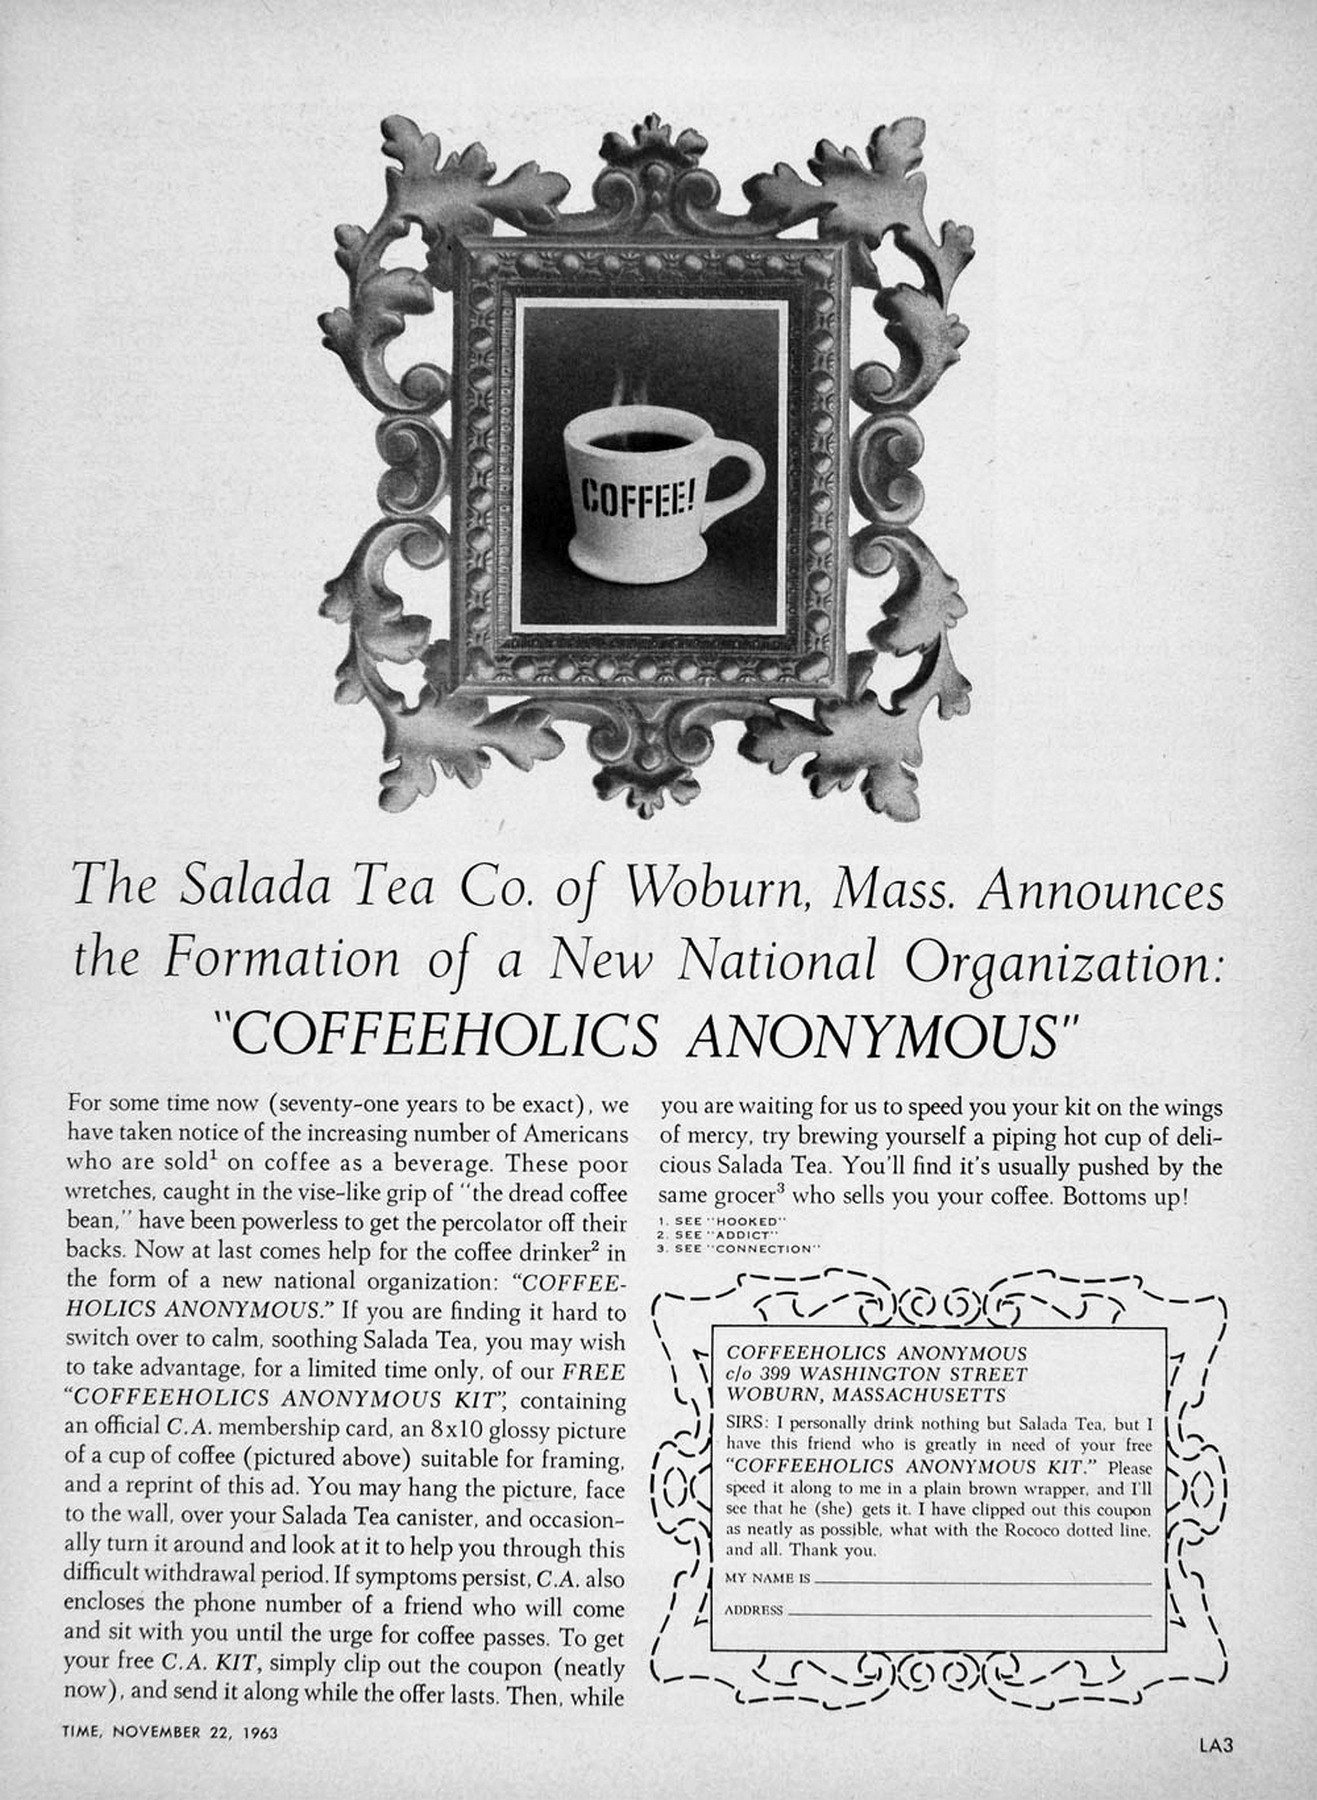 COFFEE!
The Salada Tea Co. of Woburn, Mass. Announces
the Formation of a New National Organization:
"COFFEEHOLICS ANONYMOUS"
For some time now (seventy-one years to be exact), we
have taken notice of the increasing number of Americans
who are sold¹ on coffee as a beverage. These poor
wretches, caught in the vise-like grip of "the dread coffee
bean," have been powerless to get the percolator off their
backs. Now at last comes help for the coffee drinker² in
the form of a new national organization: "COFFEE-
HOLICS ANONYMOUS." If you are finding it hard to
switch over to calm, soothing Salada Tea, you may wish
to take advantage, for a limited time only, of our FREE
"COFFEEHOLICS ANONYMOUS KIT", containing
an official C.A. membership card, an 8x10 glossy picture
of a cup of coffee (pictured above) suitable for framing,
and a reprint of this ad. You may hang the picture, face
to the wall, over your Salada Tea canister, and occasion-
ally turn it around and look at it to help you through this
difficult withdrawal period. If symptoms persist, C.A. also
encloses the phone number of a friend who will come
and sit with you until the urge for coffee passes. To get
your free C.A. KIT, simply clip out the coupon (neatly
now), and send it along while the offer lasts. Then, while
you are waiting for us to speed you your kit on the wings
of mercy, try brewing yourself a piping hot cup of deli-
cious Salada Tea. You'll find it's usually pushed by the
same grocer³ who sells you your coffee. Bottoms up!
1. SEE "HOOKED"
2. SEE "ADDICT"
3. SEE "CONNECTION"
COFFEEHOLICS ANONYMOUS
c/o 399 WASHINGTON STREET
WOBURN, MASSACHUSETTS
SIRS: I personally drink nothing but Salada Tea, but I
have this friend who is greatly in need of your free
"COFFEEHOLICS ANONYMOUS KIT." Please
speed it along to me in a plain brown wrapper, and I'll
see that he (she) gets it. I have clipped out this coupon
as neatly as possible, what with the Rococo dotted line,
and all. Thank you.
MY NAME IS
ADDRESS
TIME, NOVEMBER 22, 1963
LA3